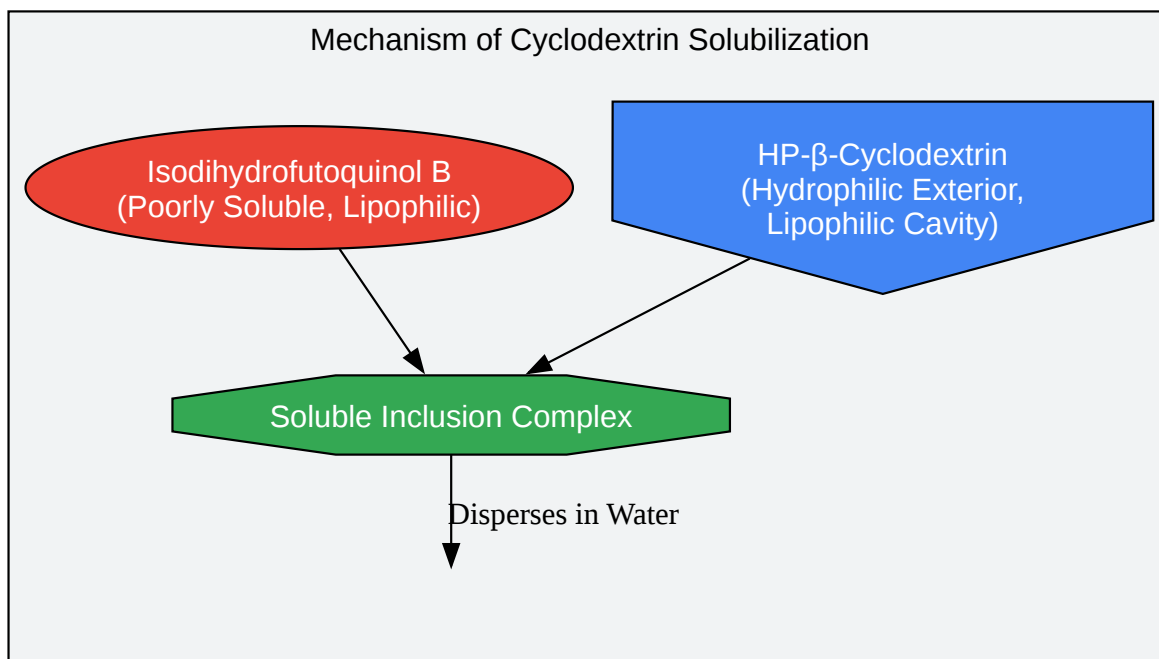 Mechanism of Cyclodextrin Solubilization
Isodihydrofutoquinol B
(Poorly Soluble, Lipophilic)
HP-β-Cyclodextrin
(Hydrophilic Exterior,
Lipophilic Cavity)
Soluble Inclusion Complex
Disperses in Water